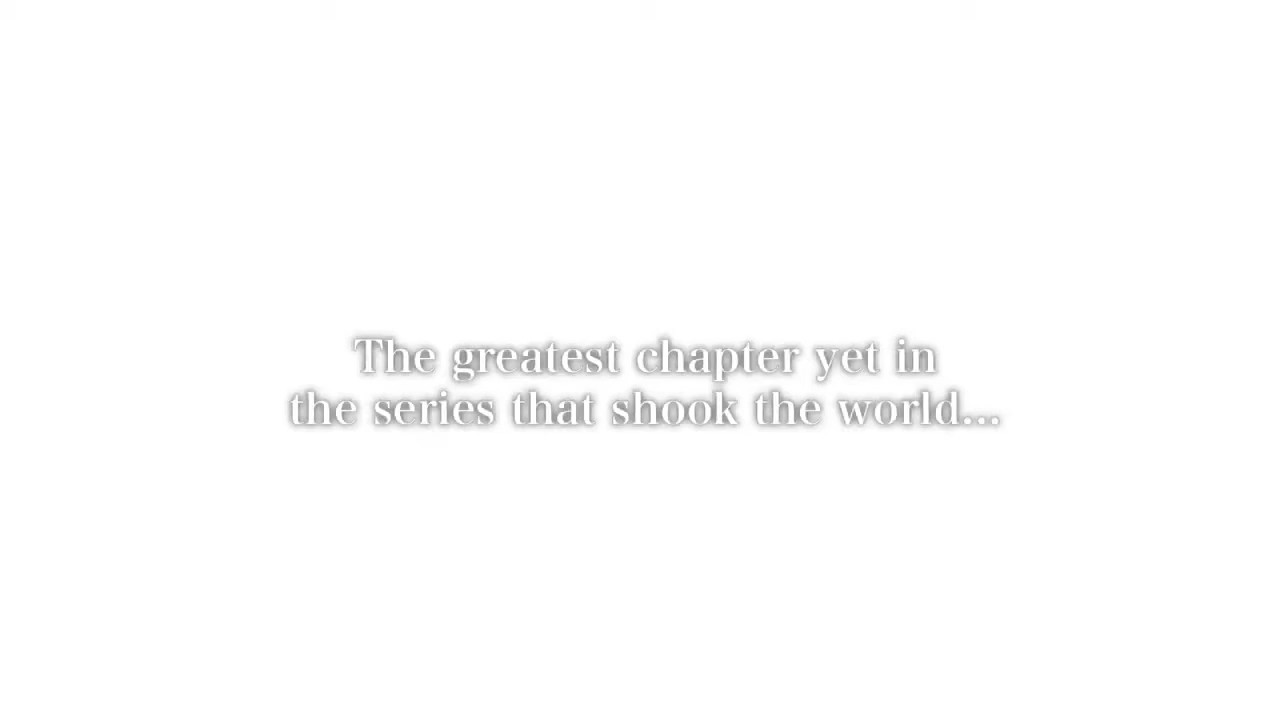 The greatest chapter yet in
the series that shook the world...